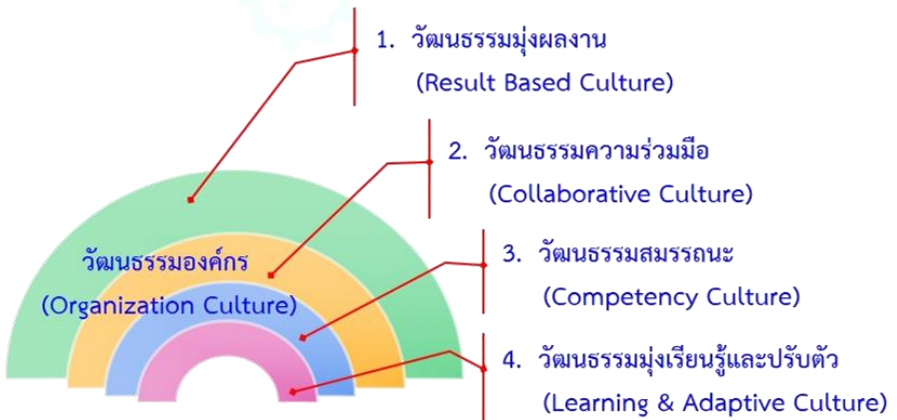 1. วัฒนธรรมมุ่งผลงาน
(Result Based Culture)
2. วัฒนธรรมความร่วมมือ
(Collaborative Culture)
วัฒนธรรมองค์กร
(Organization Culture)
3. วัฒนธรรมสมรรถนะ
(Competency Culture)
4. วัฒนธรรมมุ่งเรียนรู้และปรับตัว
(Learning & Adaptive Culture)